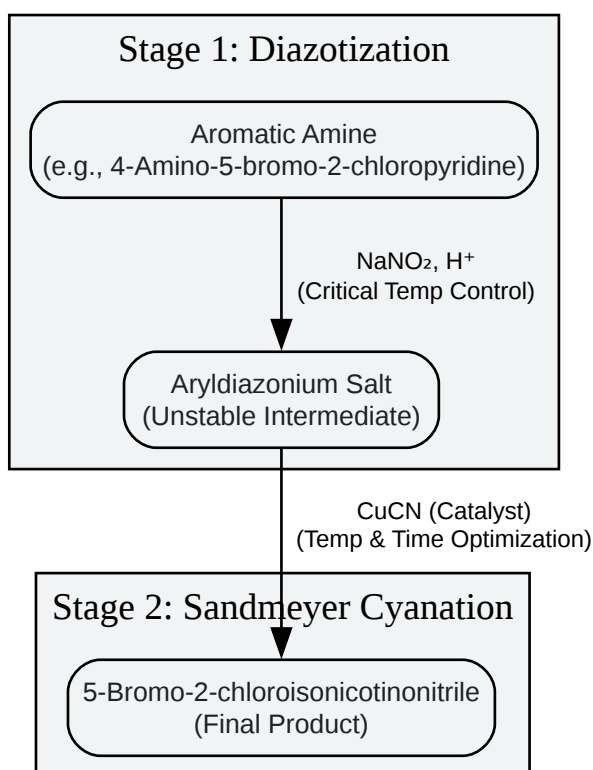 Stage 1: Diazotization
Aromatic Amine
(e.g., 4-Amino-5-bromo-2-chloropyridine)
NaNO₂, H⁺
(Critical Temp Control)
Aryldiazonium Salt
(Unstable Intermediate)
CuCN (Catalyst)
(Temp & Time Optimization)
Stage 2: Sandmeyer Cyanation
5-Bromo-2-chloroisonicotinonitrile
(Final Product)